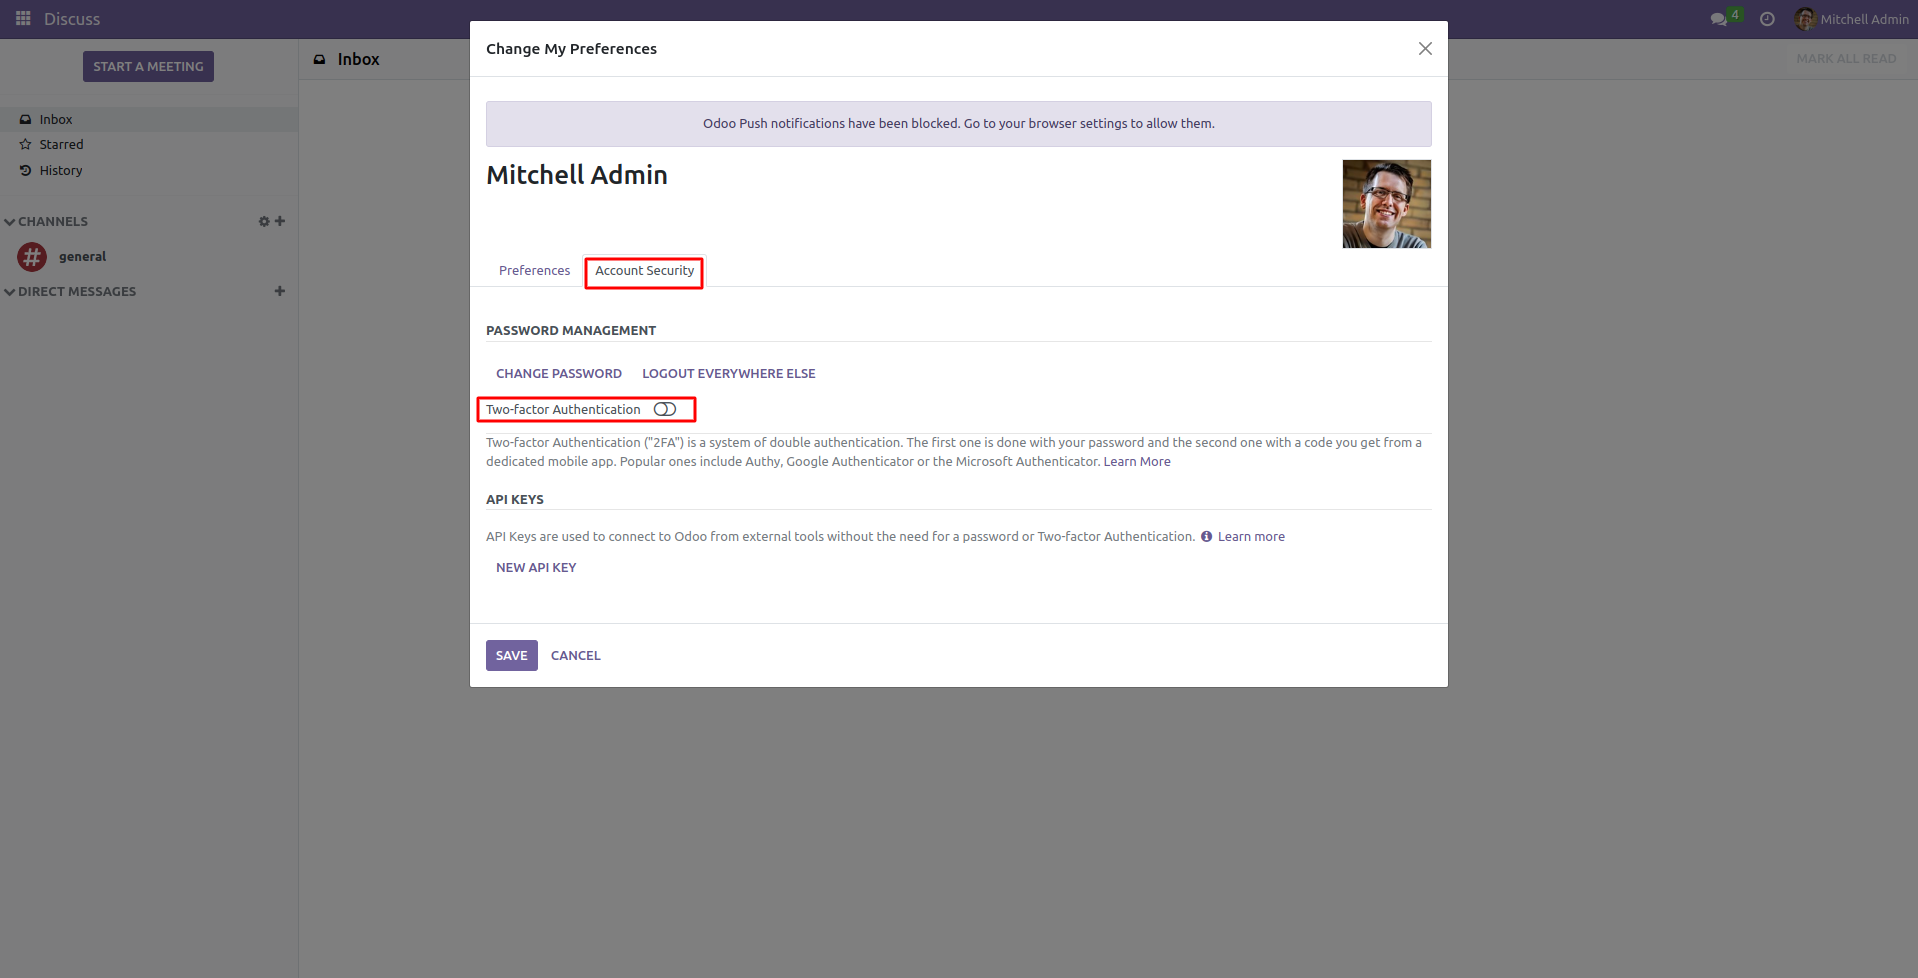 Discuss
4
Mitchell Admin
START A MEETING
Inbox
MARK ALL READ
Inbox
Starred
History
CHANNELS
general
DIRECT MESSAGES
Change My Preferences
Odoo Push notifications have been blocked. Go to your browser settings to allow them.
Mitchell Admin
Preferences
Account Security
PASSWORD MANAGEMENT
CHANGE PASSWORD
LOGOUT EVERYWHERE ELSE
Two-factor Authentication
Two-factor Authentication ("2FA") is a system of double authentication. The first one is done with your password and the second one with a code you get from a
dedicated mobile app. Popular ones include Authy, Google Authenticator or the Microsoft Authenticator. Learn More
API KEYS
API Keys are used to connect to Odoo from external tools without the need for a password or Two-factor Authentication. Learn more
NEW API KEY
SAVE
CANCEL